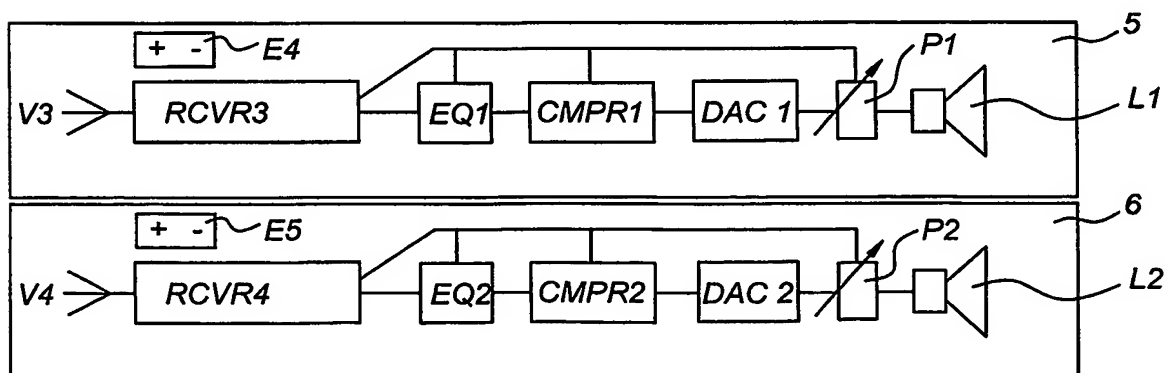 + - E4 5
P1
V3 RCVR3 EQ1 CMPR1 DAC 1 L1
+ - E5 6
P2
V4 RCVR4 EQ2 CMPR2 DAC 2 L2